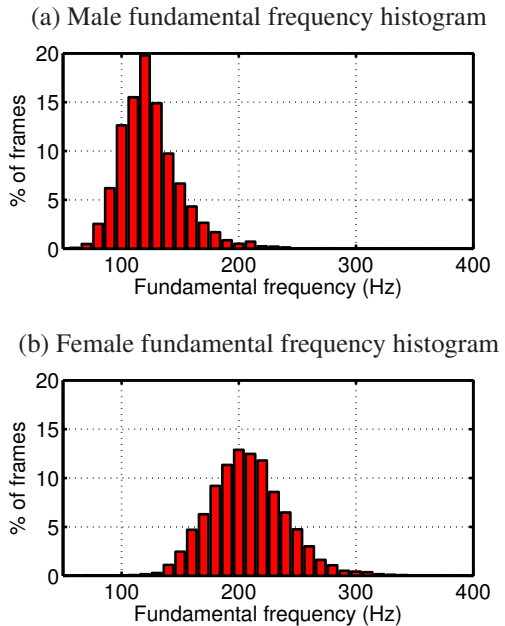 (a) Male fundamental frequency histogram
20
15
10
5
0
% of frames
100 200 300 400
Fundamental frequency (Hz)
(b) Female fundamental frequency histogram
20
15
10
5
0
% of frames
100 200 300 400
Fundamental frequency (Hz)